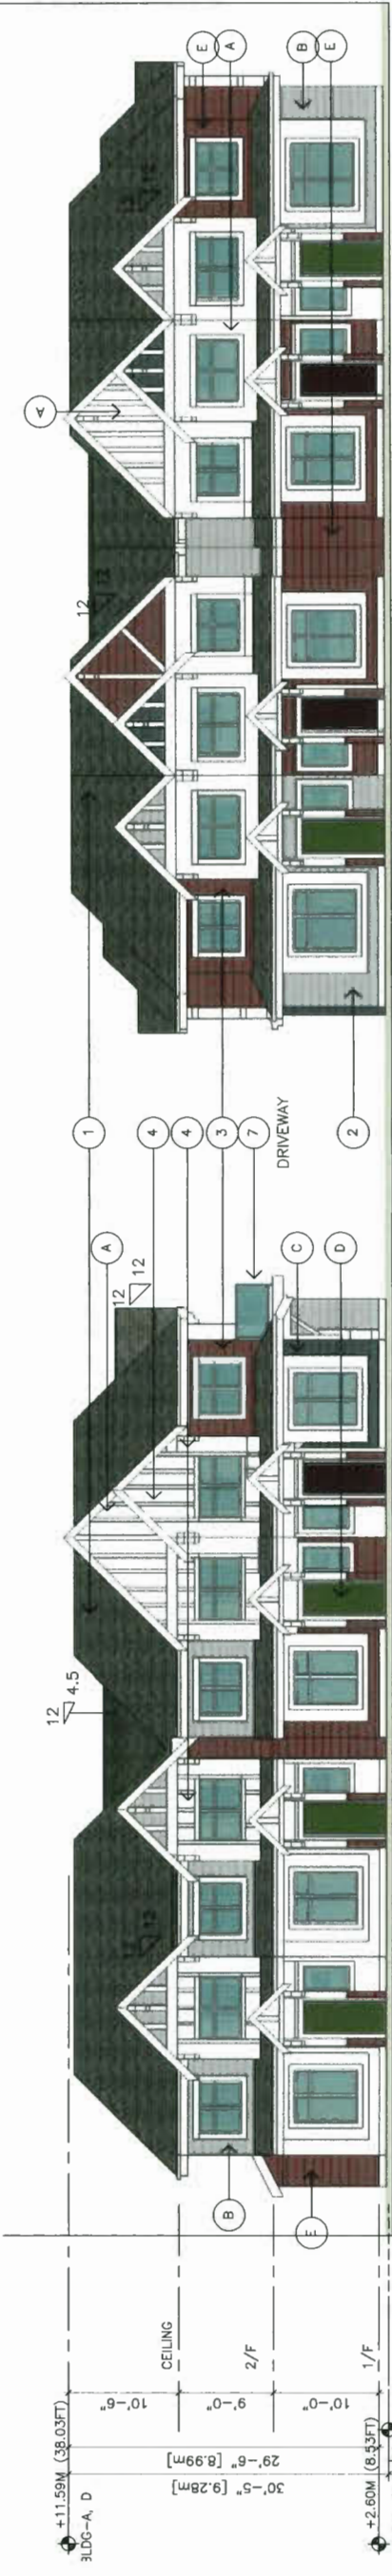 +11.59M (38.03FT)
BLDG-A, D
CEILING
2/F
1/F
+2.60M (8.53FT)
10'-6"
9'-0"
10'-0"
29'-6" [8.99m]
30'-5" [9.28m]
B
E
12
4.5
12
12
12
A
1
4
4
3
7
DRIVEWAY
C
D
2
12
12
A
E
A
B
E
E